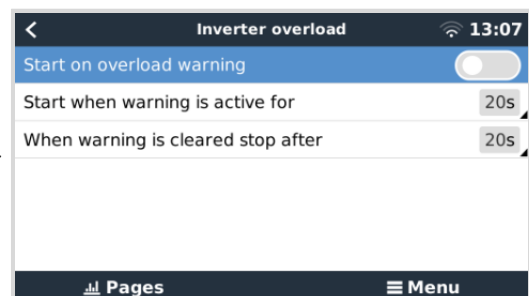 Inverter overload 13:07
Start on overload warning
Start when warning is active for 20s
When warning is cleared stop after 20s
Pages Menu